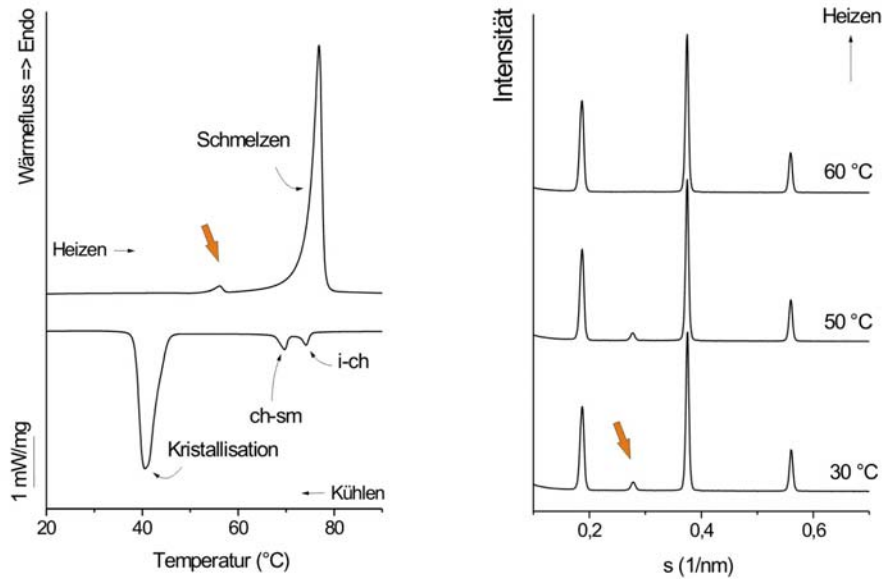 Wärmefluss => Endo
Schmelzen
Heizen
i-ch
ch-sm
Kristallisation
1 mW/mg
Kühlen
20 40 60 80
Temperatur (°C)
Intensität
Heizen
60 °C
50 °C
30 °C
0,2 0,4 0,6
s (1/nm)